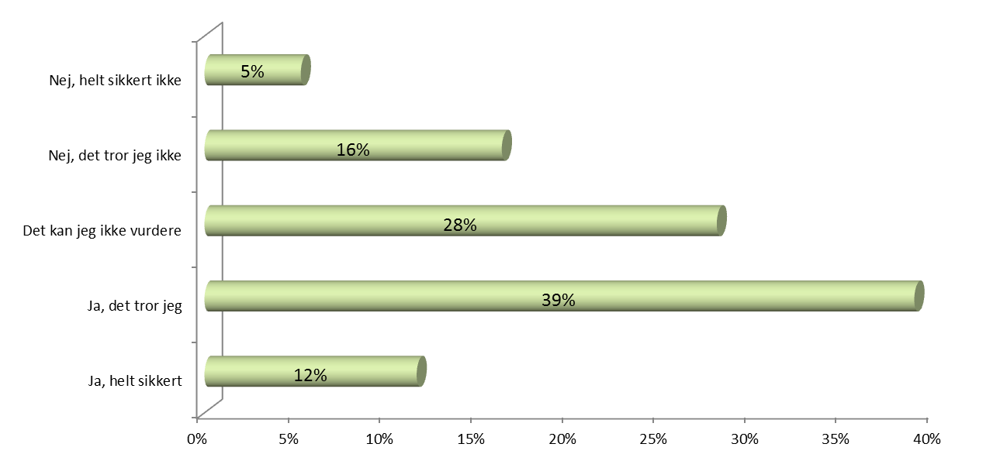 Nej, helt sikkert ikke
5%
Nej, det tror jeg ikke
16%
Det kan jeg ikke vurdere
28%
Ja, det tror jeg
39%
Ja, helt sikkert
12%
0% 5% 10% 15% 20% 25% 30% 35% 40%